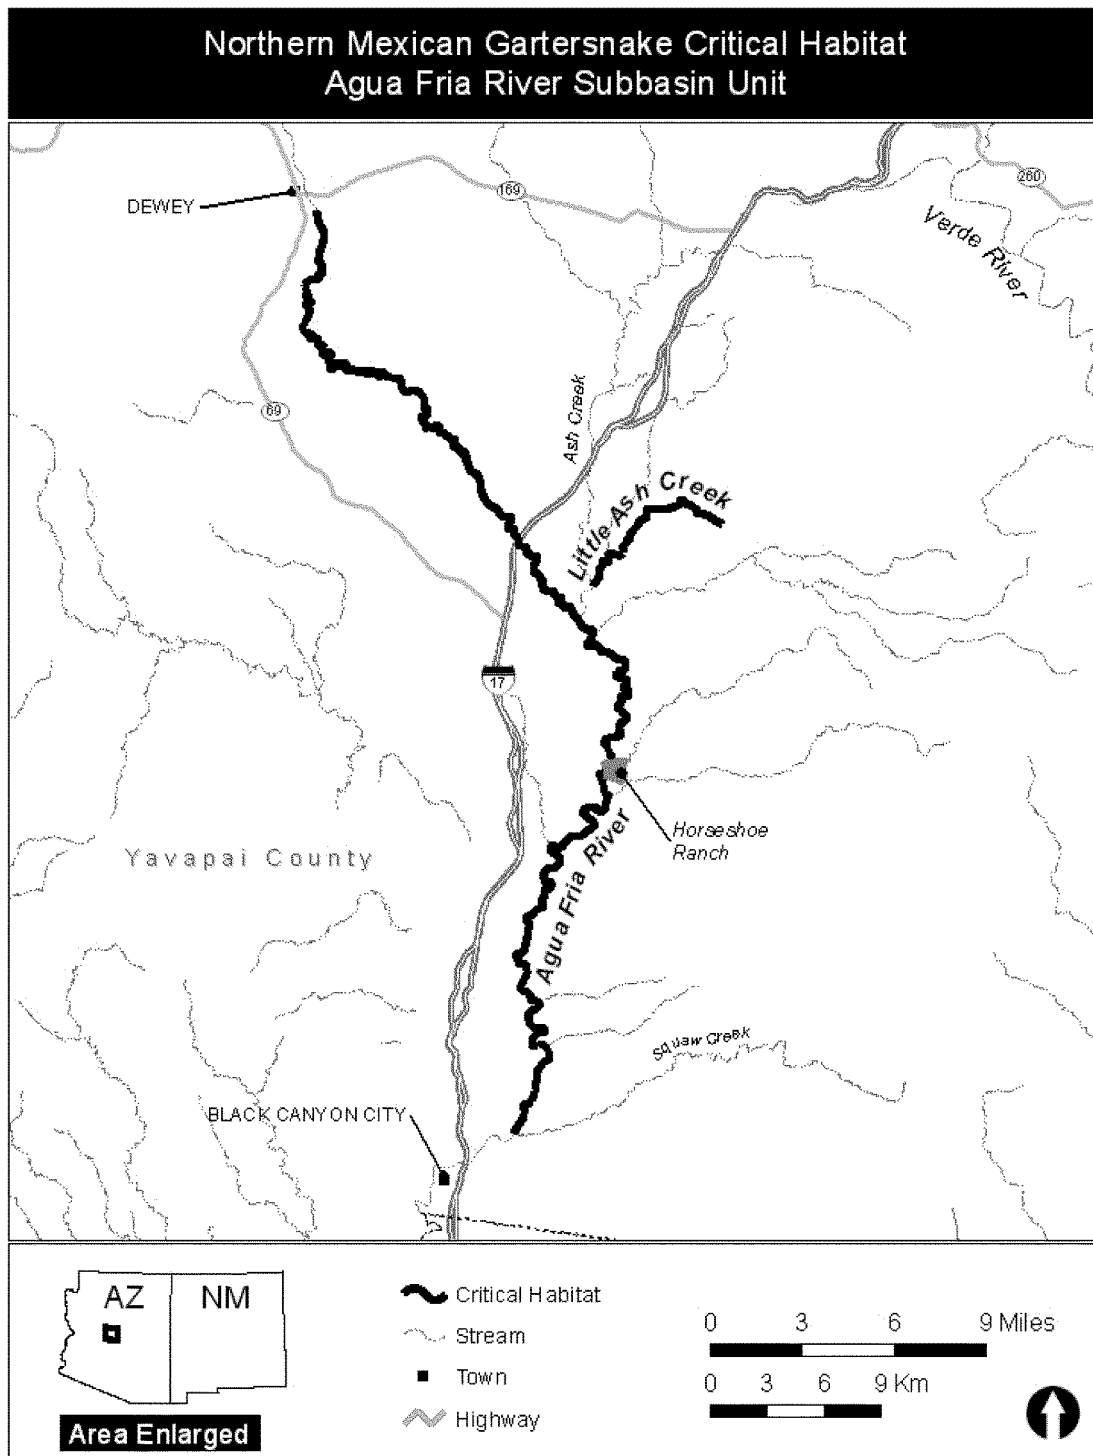 Northern Mexican Gartersnake Critical Habitat
Agua Fria River Subbasin Unit
DEWEY
169
260
Verde River
69
Ash Creek
Little Ash Creek
17
Horseshoe
Ranch
Yavapai County
Agua Fria River
Squaw Creek
BLACK CANYON CITY
AZ
NM
Area Enlarged
Critical Habitat
Stream
Town
Highway
0 3 6 9 Miles
0 3 6 9 Km